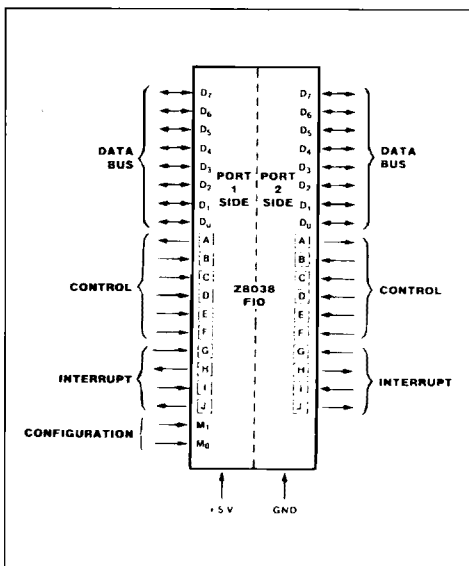 D7 D7
D6 D6
D5 D5
D4 D4
DATA BUS D3 D3 DATA BUS
PORT 1 SIDE PORT 2 SIDE
D2 D2
D1 D1
D0 D0
A A
B B
C C
CONTROL D Z8038 FIO D CONTROL
E E
F F
G G
H H
INTERRUPT I I INTERRUPT
J J
CONFIGURATION M1
M0
+5 V GND